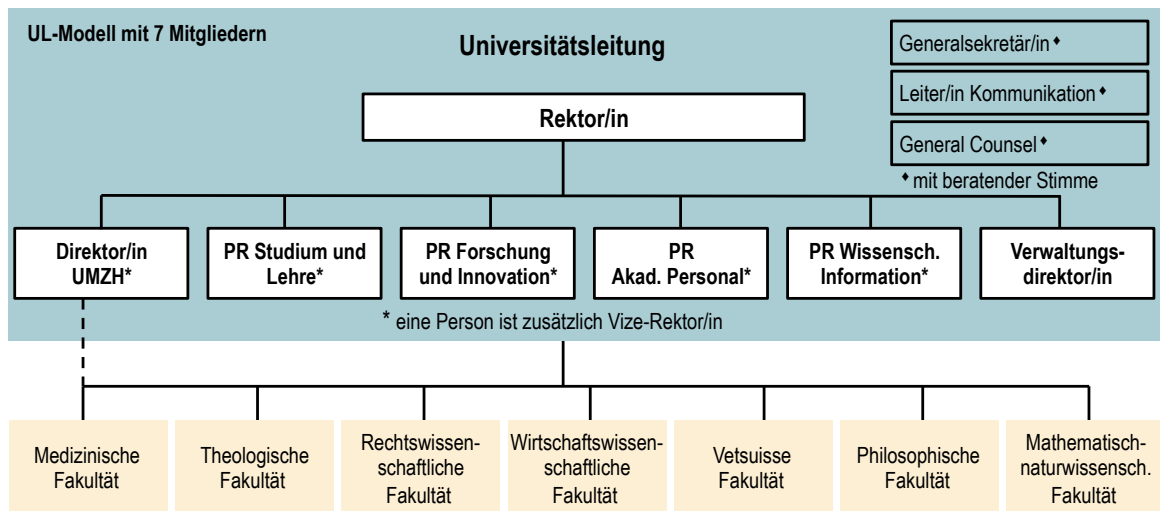 UL-Modell mit 7 Mitgliedern
Universitätsleitung
Generalsekretär/in ♦
Leiter/in Kommunikation ♦
General Counsel ♦
♦ mit beratender Stimme
Rektor/in
Direktor/in
UMZH*
PR Studium und
Lehre*
PR Forschung
und Innovation*
PR
Akad. Personal*
PR Wissensch.
Information*
Verwaltungs-
direktor/in
* eine Person ist zusätzlich Vize-Rektor/in
Medizinische
Fakultät
Theologische
Fakultät
Rechtswissen-
schaftliche
Fakultät
Wirtschaftswissen-
schaftliche
Fakultät
Vetsuisse
Fakultät
Philosophische
Fakultät
Mathematisch-
naturwissensch.
Fakultät